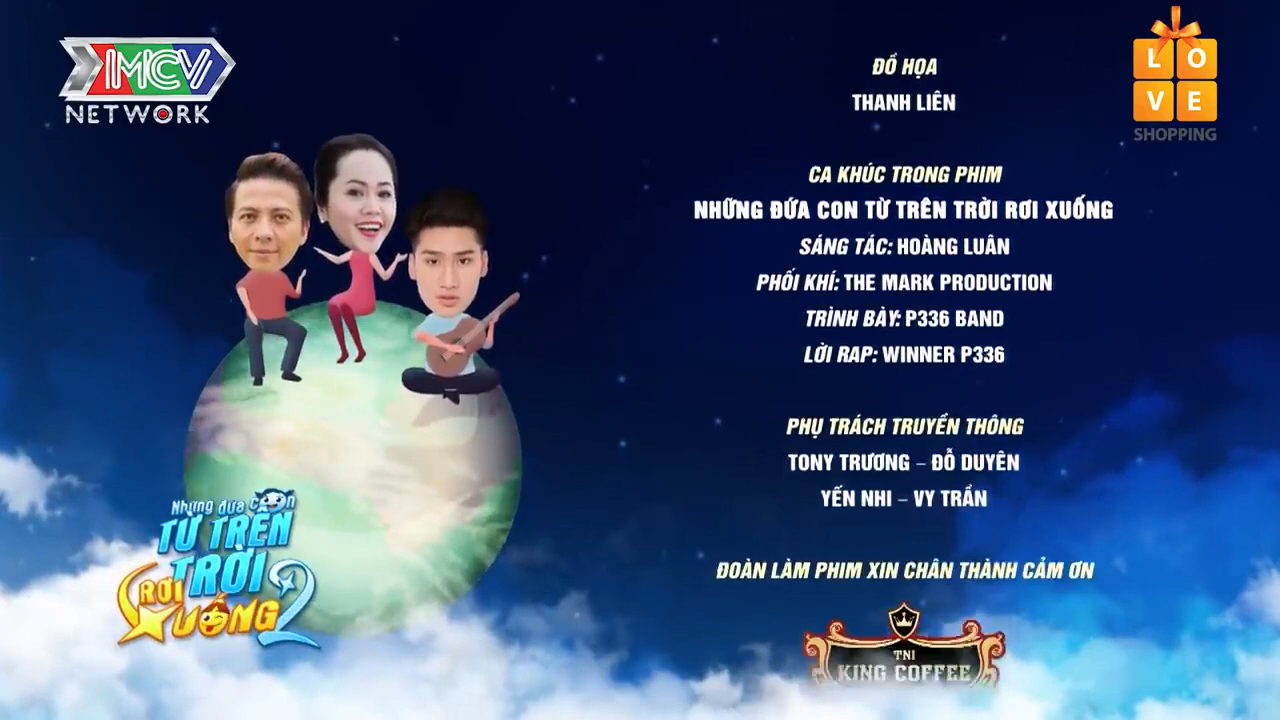 MCV
NETWORK
LOVE
SHOPPING
ĐỒ HỌA
THANH LIÊN
CA KHÚC TRONG PHIM
NHỮNG ĐỨA CON TỪ TRÊN TRỜI RƠI XUỐNG
SÁNG TÁC: HOÀNG LUÂN
PHỐI KHÍ: THE MARK PRODUCTION
TRÌNH BÀY: P336 BAND
LỜI RAP: WINNER P336
PHỤ TRÁCH TRUYỀN THÔNG
TONY TRƯƠNG – ĐỖ DUYÊN
YẾN NHI – VY TRẦN
ĐOÀN LÀM PHIM XIN CHÂN THÀNH CẢM ƠN
TNI
KING COFFEE
Những đứa con
TỪ TRÊN
TRỜI
RƠI
XUỐNG 2